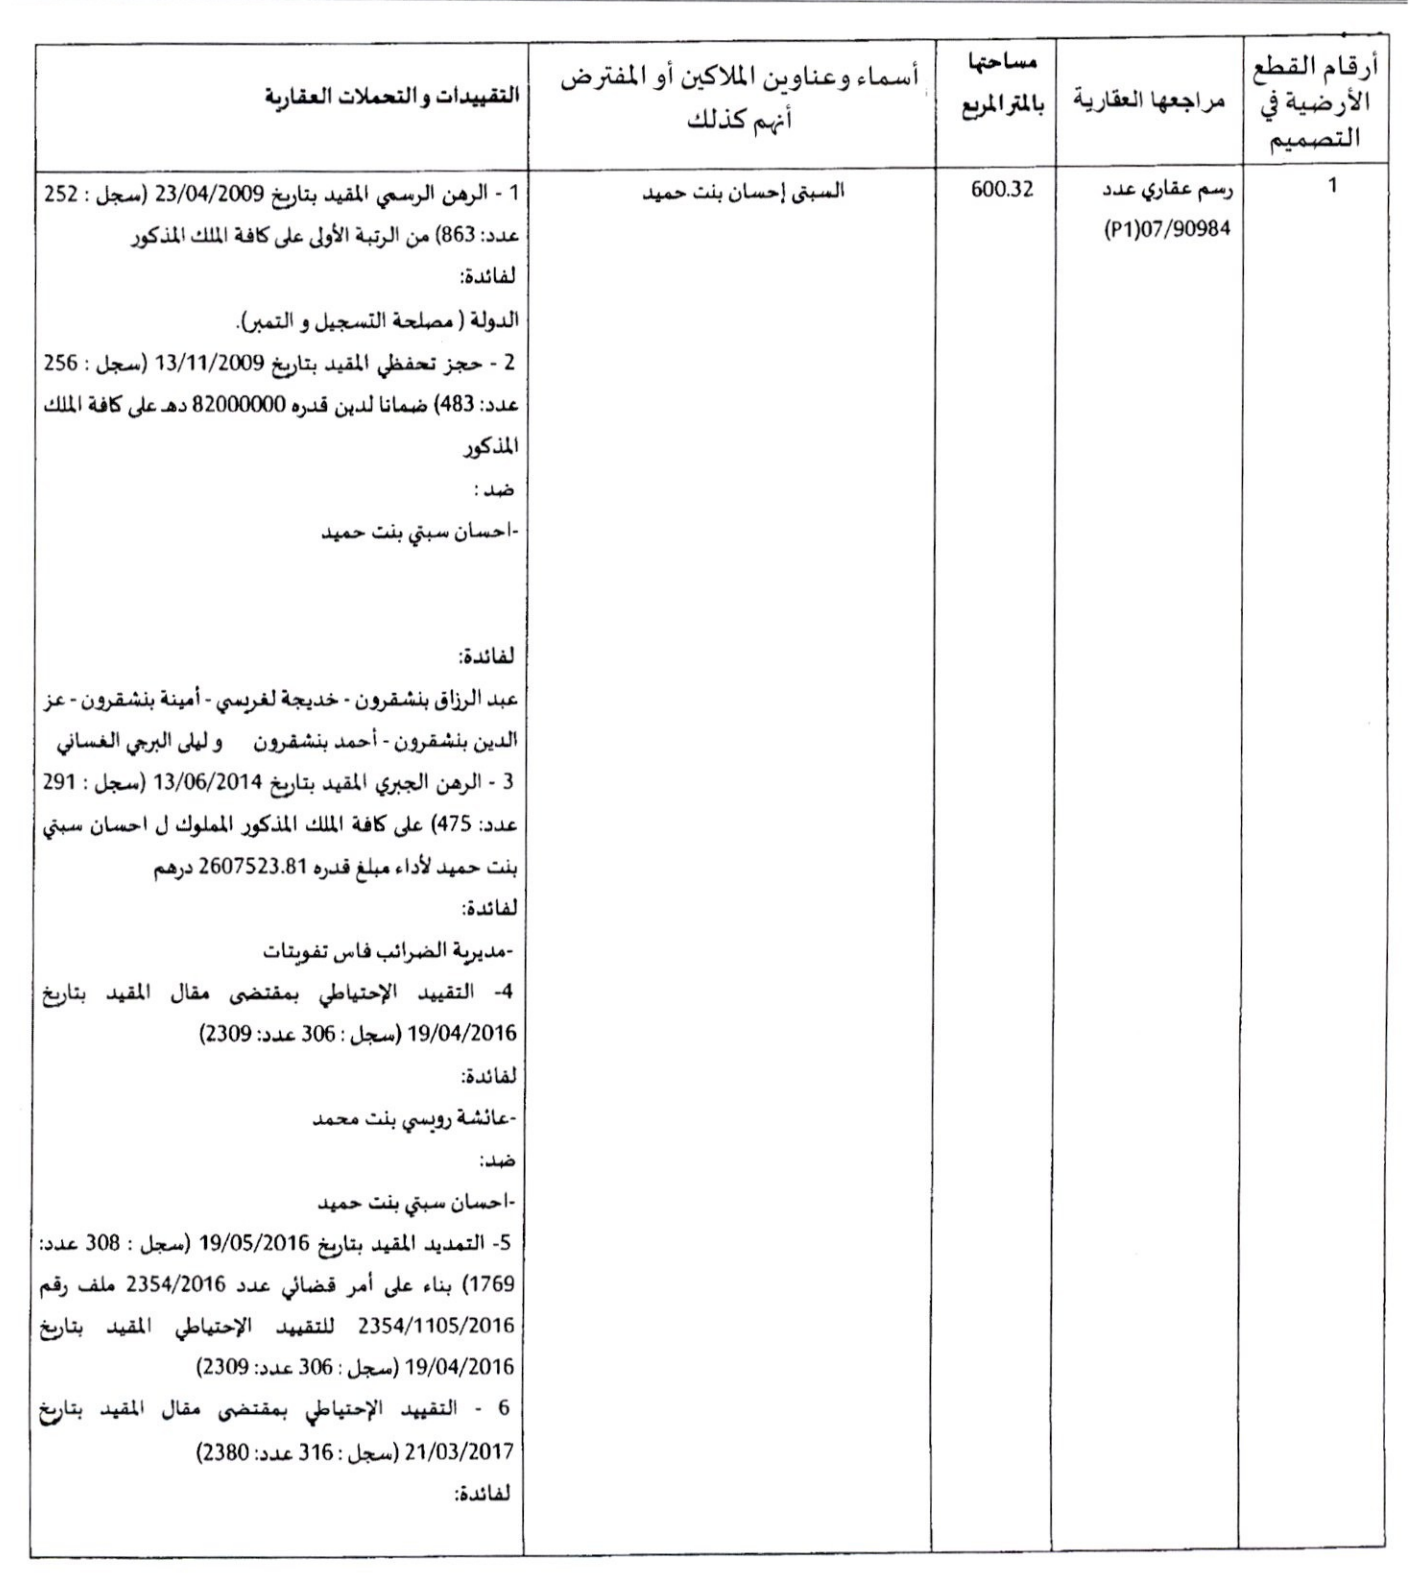 أرقام القطع
الأرضية في
التصميم
مراجعها العقارية
مساحتها
بالمتر المربع
أسماء وعناوين الملاكين أو المفترض
أنهم كذلك
التقييدات و التحملات العقارية
1
رسم عقاري عدد
07/90984(P1)
600.32
السبتي إحسان بنت حميد
1 - الرهن الرسمي المقيد بتاريخ 23/04/2009 (سجل : 252
عدد: 863) من الرتبة الأولى على كافة الملك المذكور
لفائدة:
الدولة ( مصلحة التسجيل و التمبر).
2 - حجز تحفظي المقيد بتاريخ 13/11/2009 (سجل : 256
عدد: 483) ضمانا لدين قدره 82000000 دهـ على كافة الملك
المذكور
ضد :
-احسان سبتي بنت حميد
لفائدة:
عبد الرزاق بنشقرون - خديجة لغريسي - أمينة بنشقرون - عز
الدين بنشقرون - أحمد بنشقرون و ليلى البرجي الغساني
3 - الرهن الجبري المقيد بتاريخ 13/06/2014 (سجل : 291
عدد: 475) على كافة الملك المذكور المملوك ل احسان سبتي
بنت حميد لأداء مبلغ قدره 2607523.81 درهم
لفائدة:
-مديرية الضرائب فاس تفويتات
4- التقييد الإحتياطي بمقتضى مقال المقيد بتاريخ
19/04/2016 (سجل : 306 عدد: 2309)
لفائدة:
-عائشة رويسي بنت محمد
ضد:
-احسان سبتي بنت حميد
5- التمديد المقيد بتاريخ 19/05/2016 (سجل : 308 عدد:
1769) بناء على أمر قضائي عدد 2354/2016 ملف رقم
2354/1105/2016 للتقييد الإحتياطي المقيد بتاريخ
19/04/2016 (سجل : 306 عدد: 2309)
6 - التقييد الإحتياطي بمقتضى مقال المقيد بتاريخ
21/03/2017 (سجل : 316 عدد: 2380)
لفائدة: